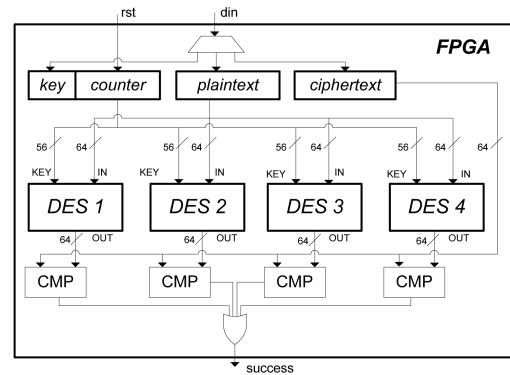 rst din
FPGA
key counter plaintext ciphertext
56 64 56 64 56 64 56 64 64
KEY IN KEY IN KEY IN KEY IN
DES 1 DES 2 DES 3 DES 4
64 OUT 64 OUT 64 OUT 64 OUT
CMP CMP CMP CMP
success